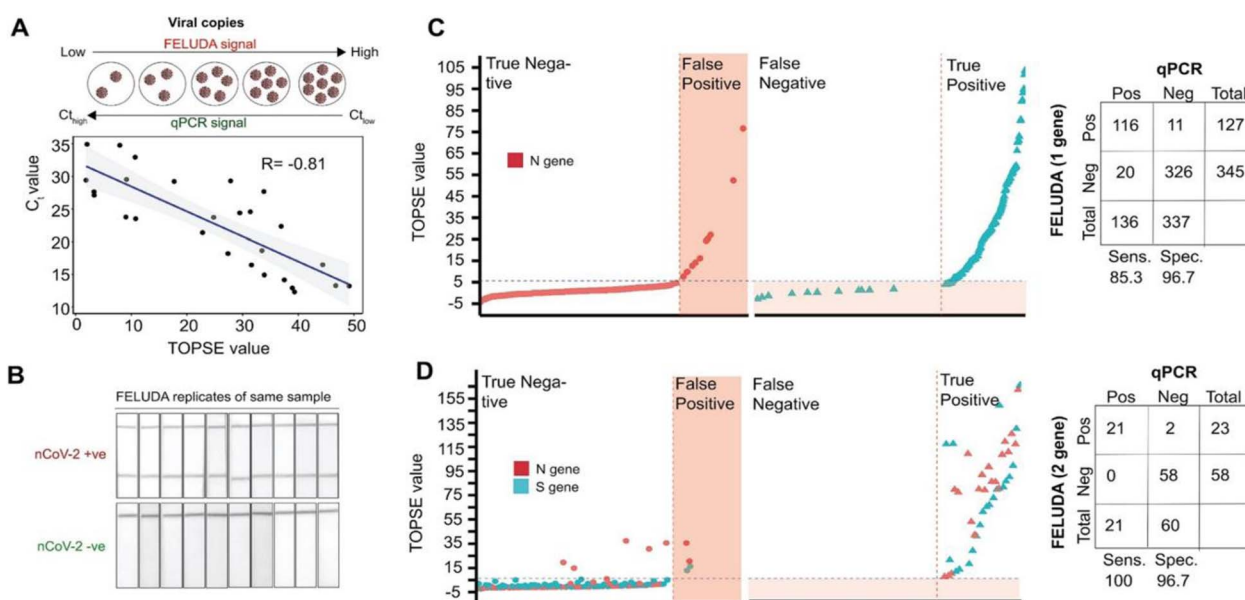 A
Viral copies
Low
FELUDA signal
High
Ct high
qPCR signal
Ct low
35
30
25
20
15
10
Ct value
R= -0.81
0 10 20 30 40 50
TOPSE value
B
FELUDA replicates of same sample
nCoV-2 +ve
nCoV-2 -ve
C
105
95
85
75
65
55
45
35
25
15
5
-5
TOPSE value
True Nega-
tive
False
Positive
False
Negative
True
Positive
N gene
qPCR
Pos Neg Total
FELUDA (1 gene)
Pos 116 11 127
Neg 20 326 345
Total 136 337
Sens. Spec.
85.3 96.7
D
155
135
115
95
75
55
35
15
-5
TOPSE value
True Nega-
tive
False
Positive
False
Negative
True
Positive
N gene
S gene
qPCR
Pos Neg Total
FELUDA (2 gene)
Pos 21 2 23
Neg 0 58 58
Total 21 60
Sens. Spec.
100 96.7